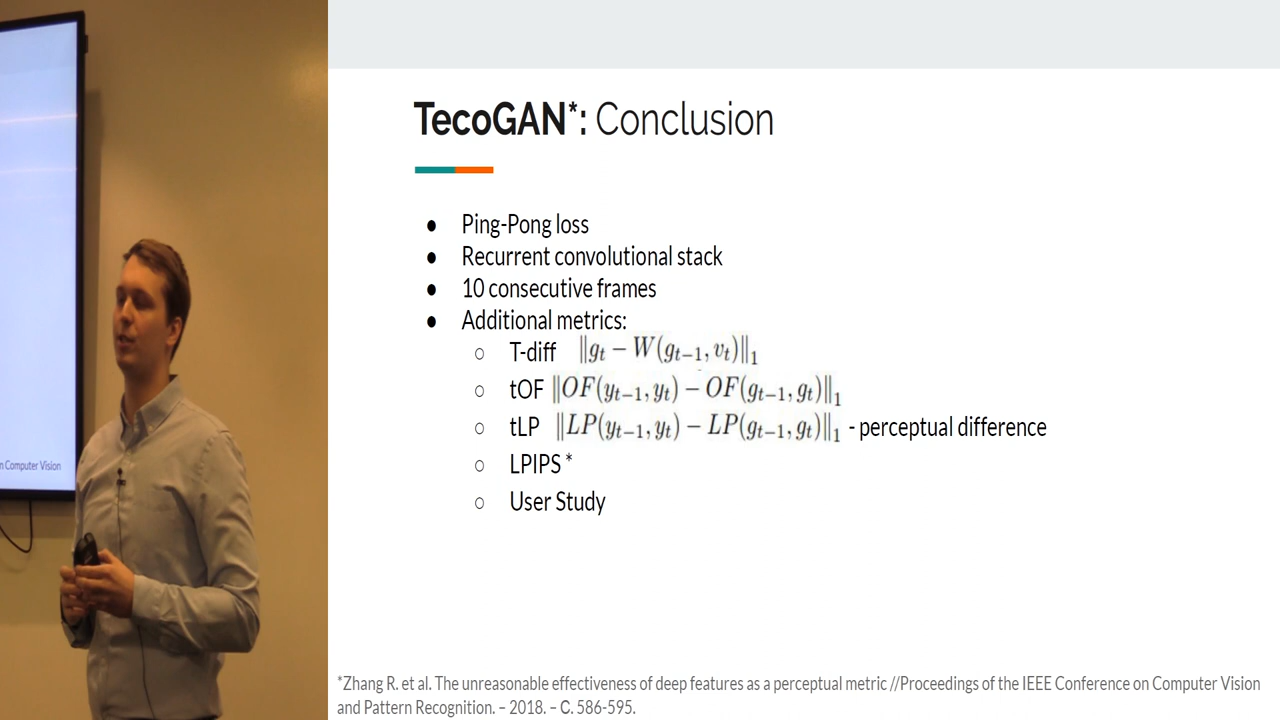 TecoGAN*: Conclusion
● Ping-Pong loss
● Recurrent convolutional stack
● 10 consecutive frames
● Additional metrics:
○ T-diff ‖g_t − W(g_{t−1}, v_t)‖_1
○ tOF ‖OF(y_{t−1}, y_t) − OF(g_{t−1}, g_t)‖_1
○ tLP ‖LP(y_{t−1}, y_t) − LP(g_{t−1}, g_t)‖_1 - perceptual difference
○ LPIPS *
○ User Study
n Computer Vision
*Zhang R. et al. The unreasonable effectiveness of deep features as a perceptual metric //Proceedings of the IEEE Conference on Computer Vision
and Pattern Recognition. – 2018. – С. 586-595.